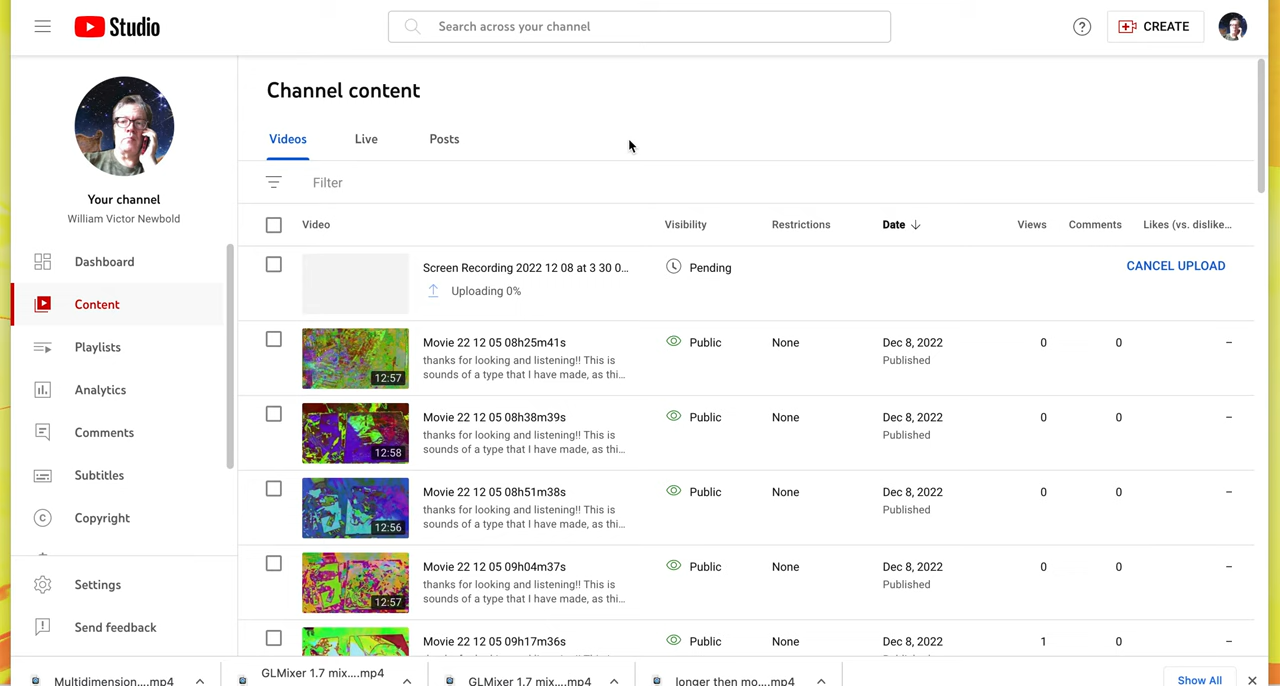 Studio
Search across your channel
CREATE
Your channel
William Victor Newbold
Dashboard
Content
Playlists
Analytics
Comments
Subtitles
Copyright
Settings
Send feedback
Channel content
Videos Live Posts
Filter
Video Visibility Restrictions Date Views Comments Likes (vs. dislike...
Screen Recording 2022 12 08 at 3 30 0... Pending CANCEL UPLOAD
Uploading 0%
12:57
Movie 22 12 05 08h25m41s Public None Dec 8, 2022 0 0 –
thanks for looking and listening!! This is Published
sounds of a type that I have made, as thi...
12:58
Movie 22 12 05 08h38m39s Public None Dec 8, 2022 0 0 –
thanks for looking and listening!! This is Published
sounds of a type that I have made, as thi...
12:56
Movie 22 12 05 08h51m38s Public None Dec 8, 2022 0 0 –
thanks for looking and listening!! This is Published
sounds of a type that I have made, as thi...
12:57
Movie 22 12 05 09h04m37s Public None Dec 8, 2022 0 0 –
thanks for looking and listening!! This is Published
sounds of a type that I have made, as thi...
Movie 22 12 05 09h17m36s Public None Dec 8, 2022 1 0 –
Multidimension....mp4 GLMixer 1.7 mix....mp4 GLMixer 1.7 mix....mp4 longer then mo....mp4 Show All